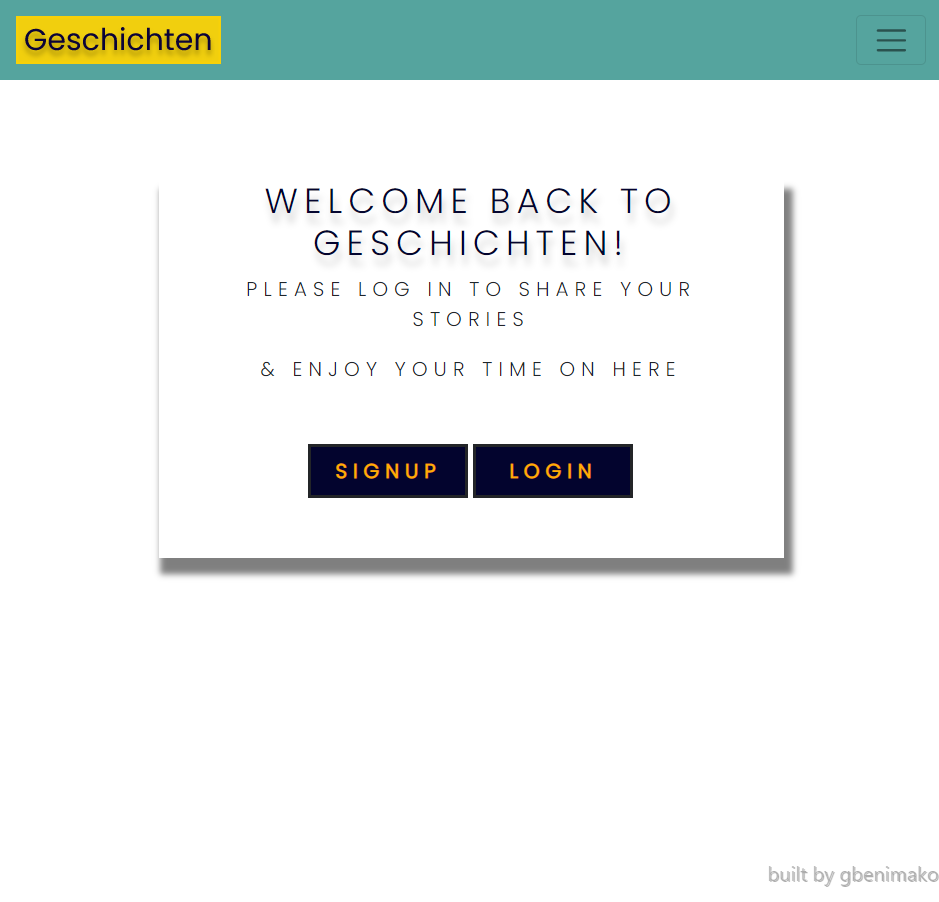 Geschichten
WELCOME BACK TO
GESCHICHTEN!
PLEASE LOG IN TO SHARE YOUR
STORIES
& ENJOY YOUR TIME ON HERE
SIGNUP LOGIN
built by gbenimako